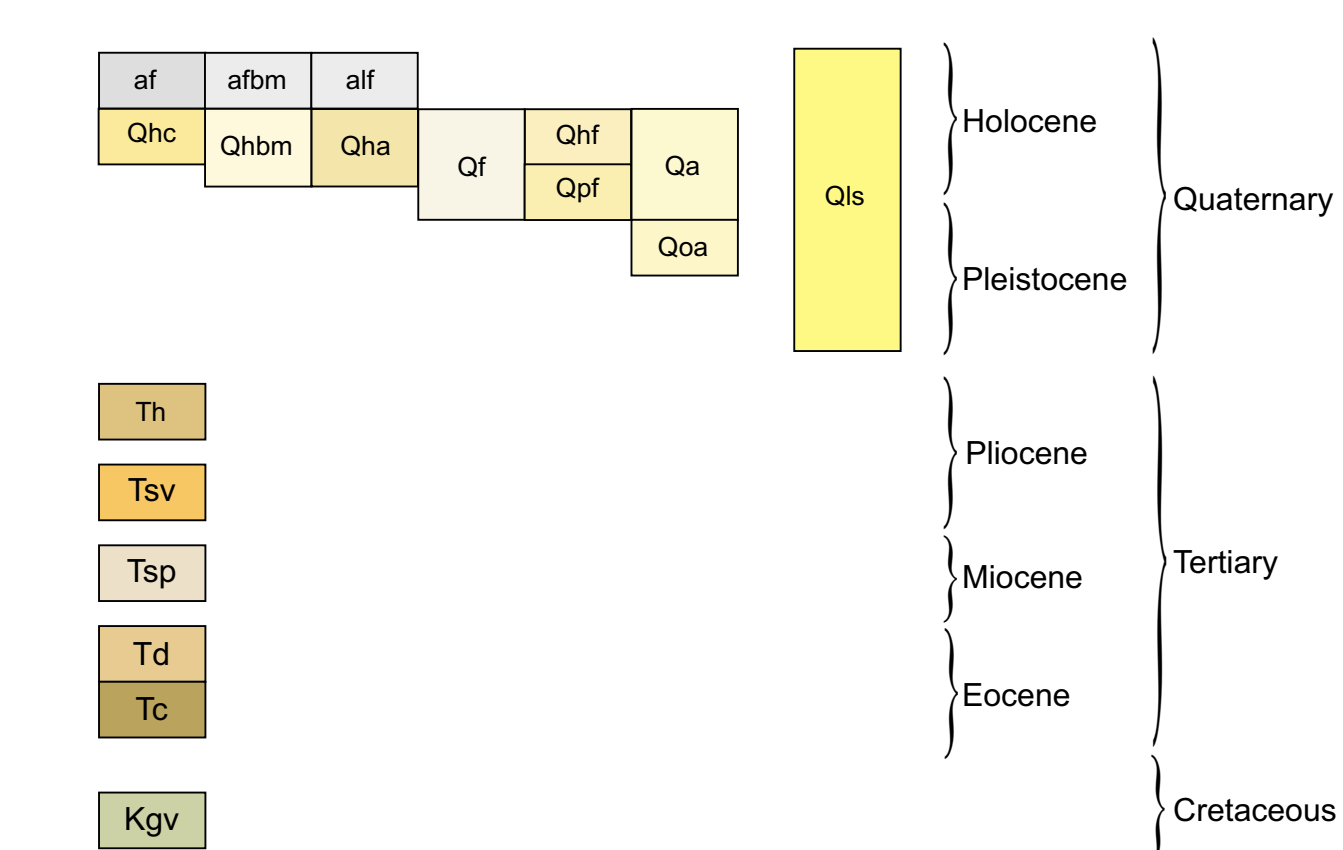 af afbm alf
Qhc Qhbm Qha Qf Qhf Qa
Qpf
Qoa
Qls
Th
Tsv
Tsp
Td
Tc
Kgv
Holocene
Pleistocene
Pliocene
Miocene
Eocene
Quaternary
Tertiary
Cretaceous